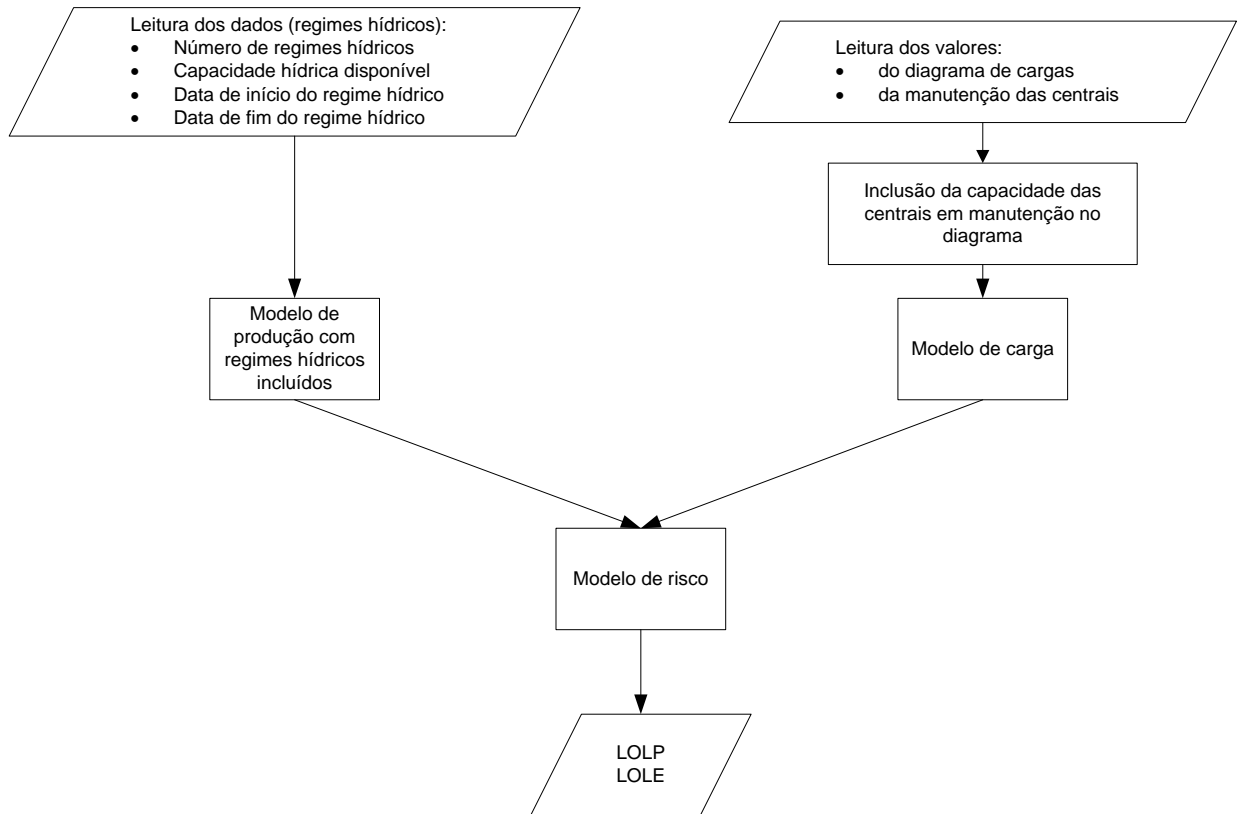 Leitura dos dados (regimes hídricos):
• Número de regimes hídricos
• Capacidade hídrica disponível
• Data de início do regime hídrico
• Data de fim do regime hídrico
Leitura dos valores:
• do diagrama de cargas
• da manutenção das centrais
Inclusão da capacidade das
centrais em manutenção no
diagrama
Modelo de
produção com
regimes hídricos
incluídos
Modelo de carga
Modelo de risco
LOLP
LOLE